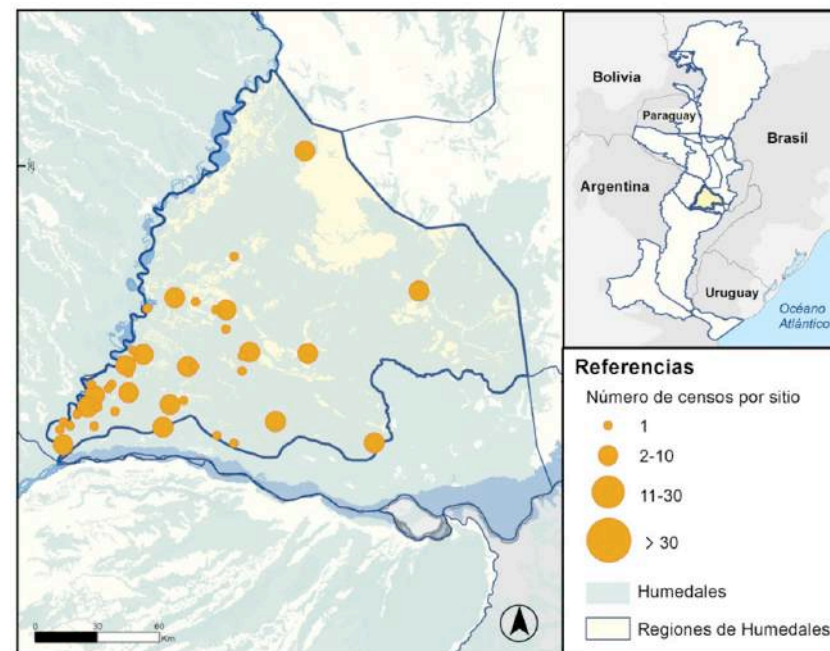 Bolivia
Paraguay
Brasil
Argentina
Uruguay
Océano
Atlántico
Referencias
Número de censos por sitio
1
2-10
11-30
> 30
Humedales
Regiones de Humedales
0 30 60
Km